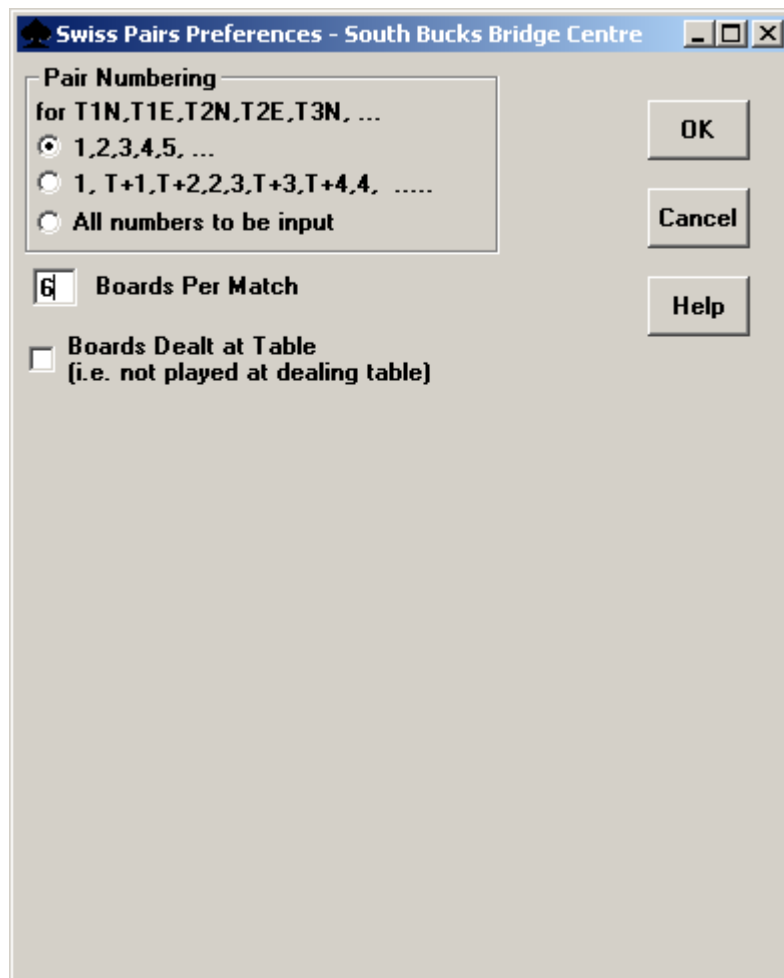 Swiss Pairs Preferences - South Bucks Bridge Centre
Pair Numbering
for T1N,T1E,T2N,T2E,T3N, ...
1,2,3,4,5, ...
1, T+1,T+2,2,3,T+3,T+4,4, .....
All numbers to be input
OK
Cancel
Help
6 Boards Per Match
Boards Dealt at Table
(i.e. not played at dealing table)